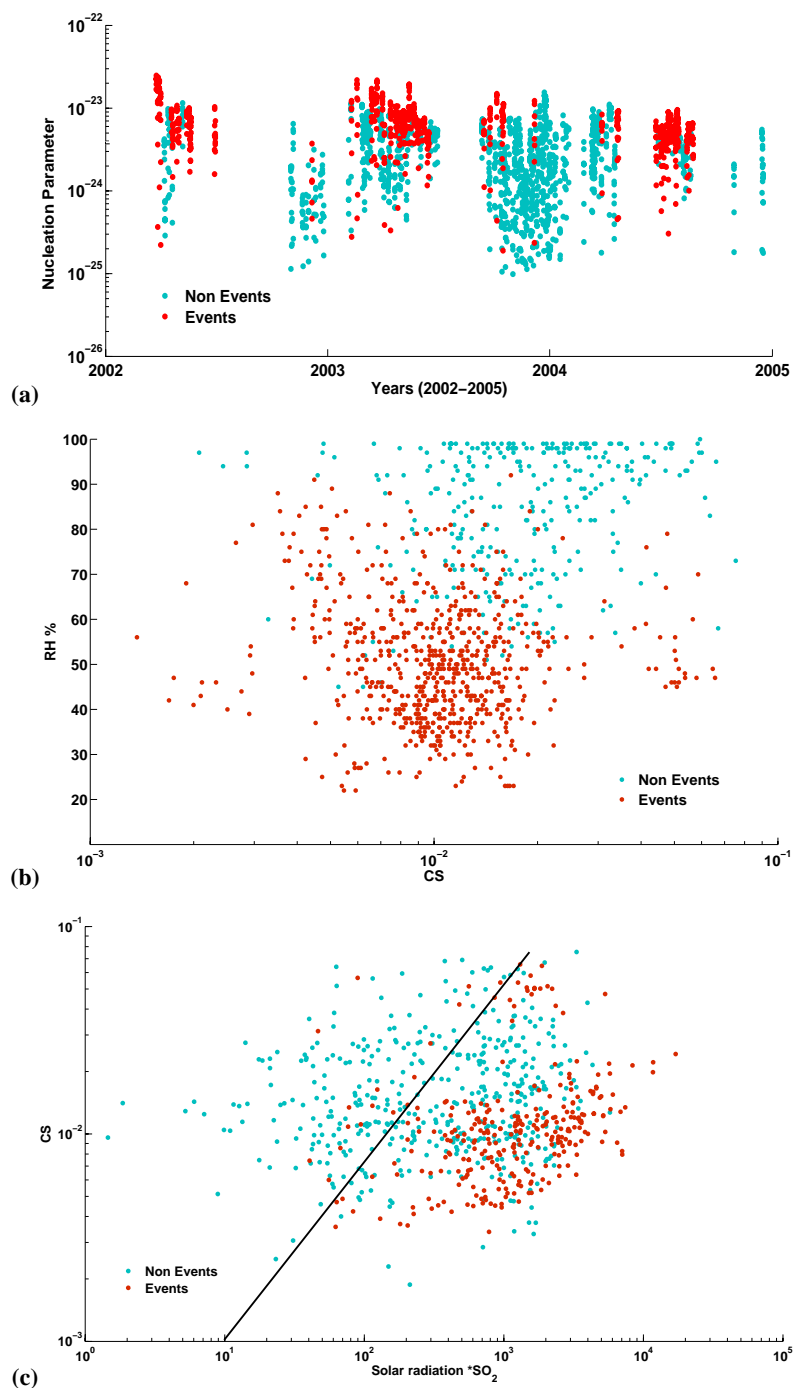 10^−22
10^−23
10^−24
10^−25
10^−26
Nucleation Parameter
Non Events
Events
2002 2003 2004 2005
Years (2002−2005)
(a)
100
90
80
70
60
50
40
30
20
RH %
Non Events
Events
10^−3 10^−2 10^−1
CS
(b)
10^−1
10^−2
10^−3
CS
Non Events
Events
10^0 10^1 10^2 10^3 10^4 10^5
Solar radiation *SO_2
(c)